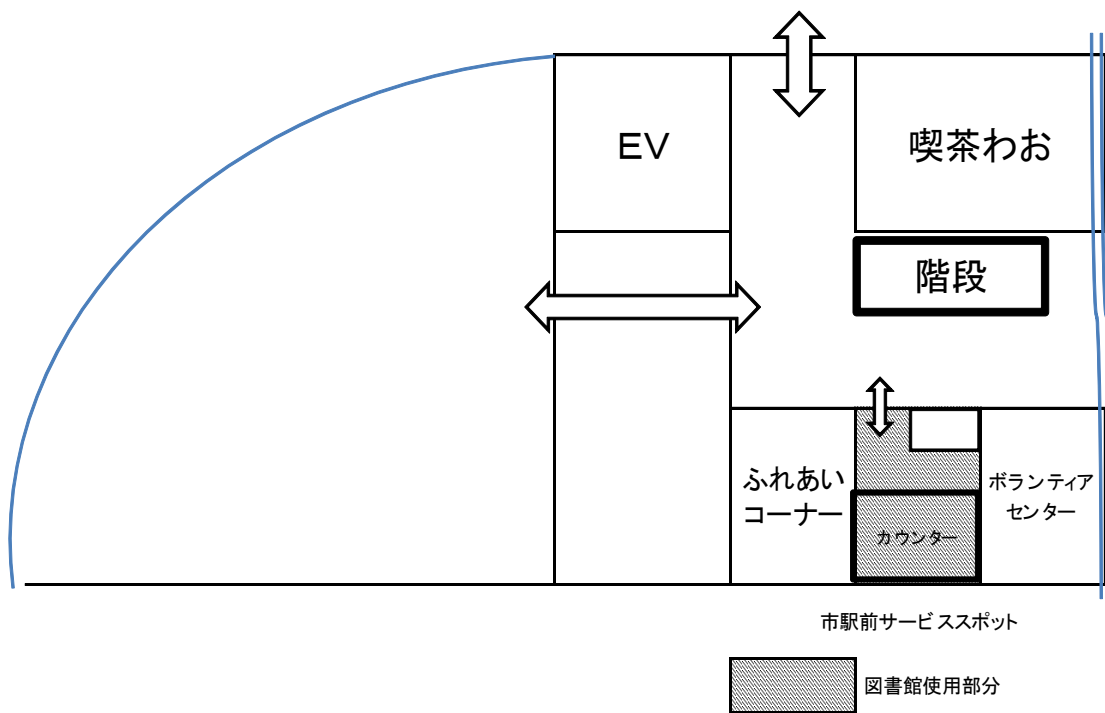 EV
喫茶わお
階段
ふれあい
コーナー
カウンター
ボランティア
センター
市駅前サービススポット
図書館使用部分